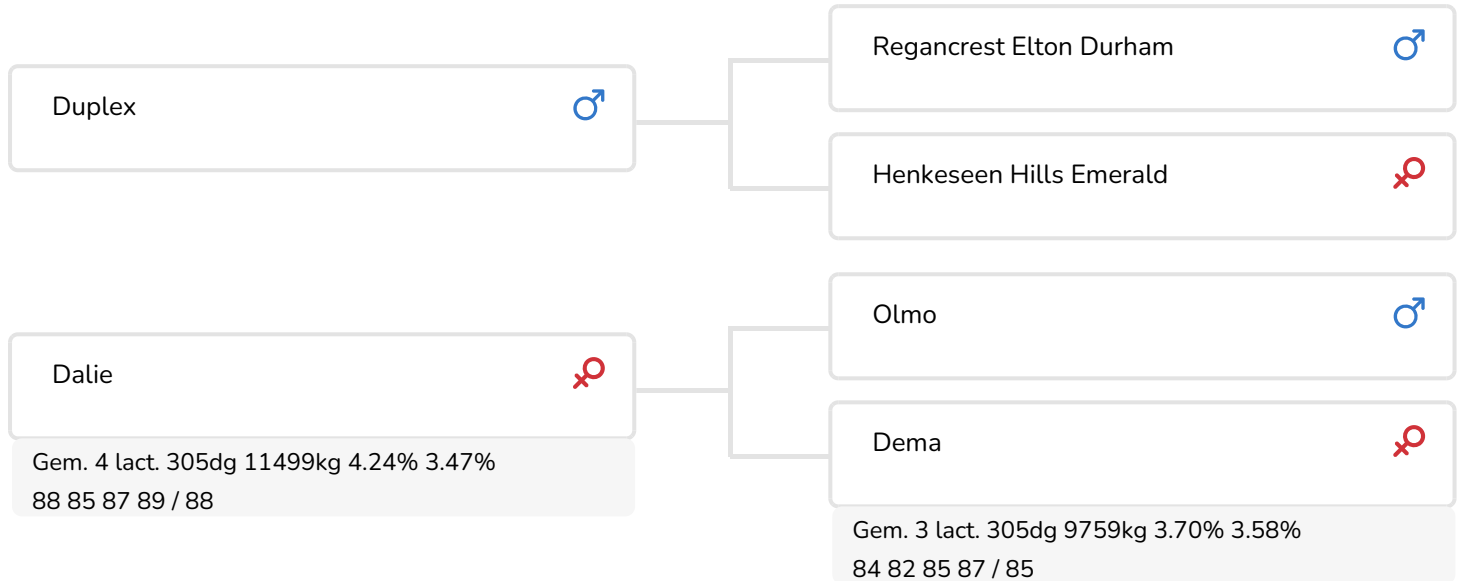 Regancrest Elton Durham
Duplex
Henkeseen Hills Emerald
Olmo
Dalie
Dema
Gem. 4 lact. 305dg 11499kg 4.24% 3.47%
88 85 87 89 / 88
Gem. 3 lact. 305dg 9759kg 3.70% 3.58%
84 82 85 87 / 85